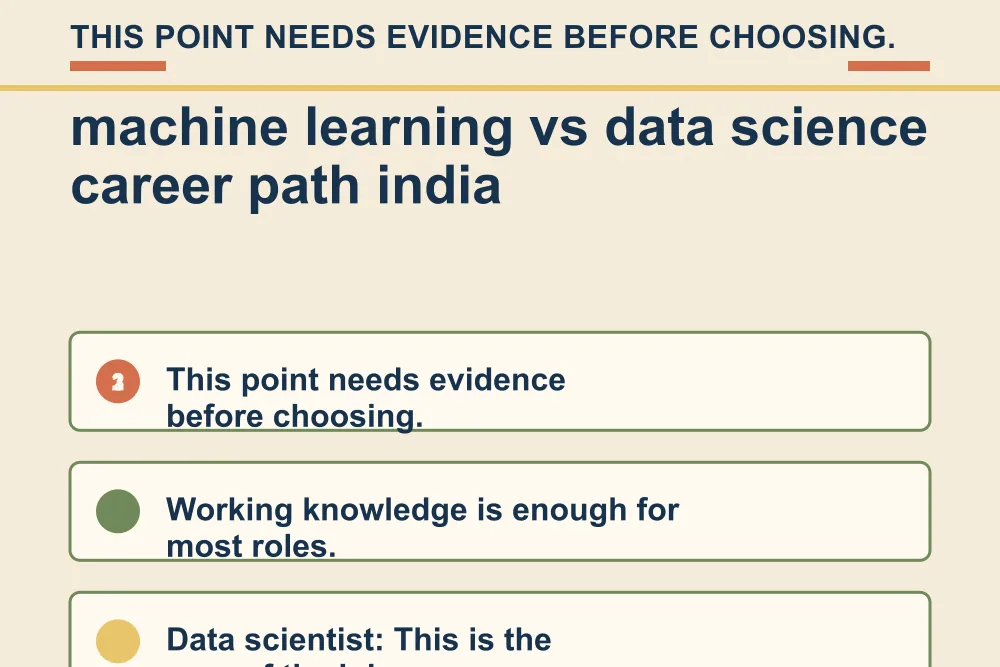 THIS POINT NEEDS EVIDENCE BEFORE CHOOSING.
machine learning vs data science
career path india
This point needs evidence
before choosing.
Working knowledge is enough for
most roles.
Data scientist: This is the